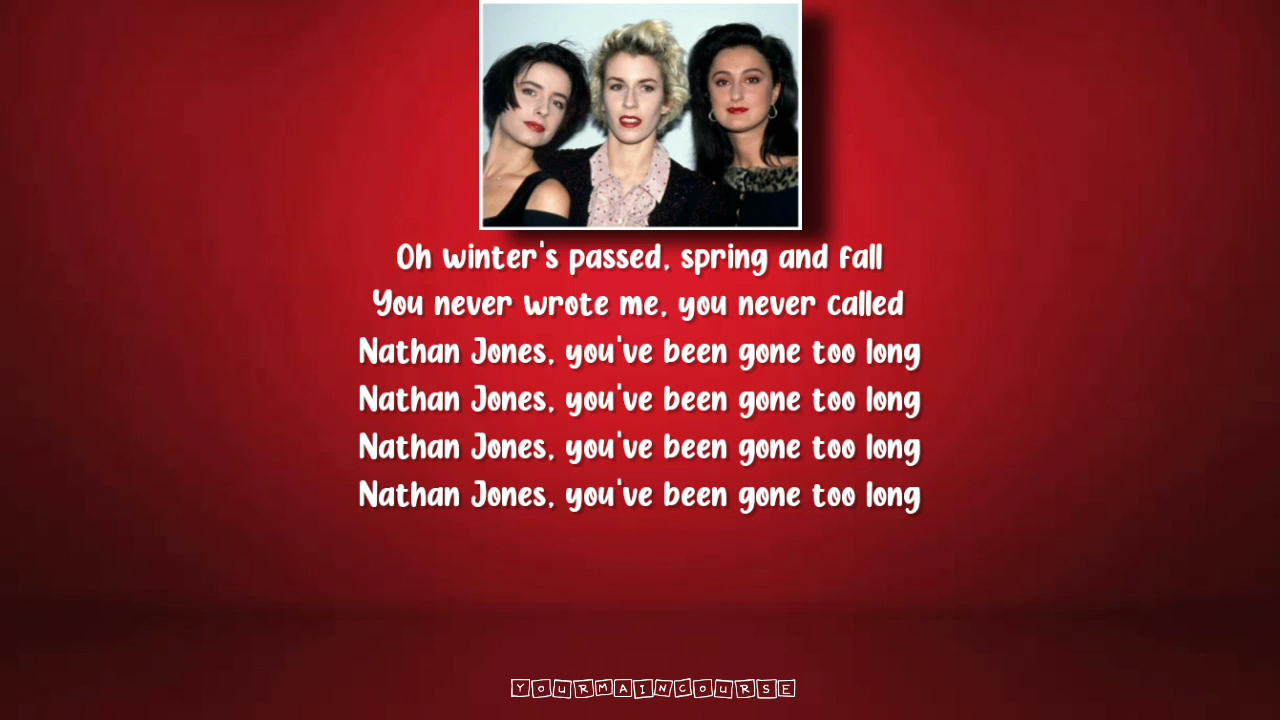 Oh winter's passed, spring and fall
You never wrote me, you never called
Nathan Jones, you've been gone too long
Nathan Jones, you've been gone too long
Nathan Jones, you've been gone too long
Nathan Jones, you've been gone too long
YOURMAINCOURSE